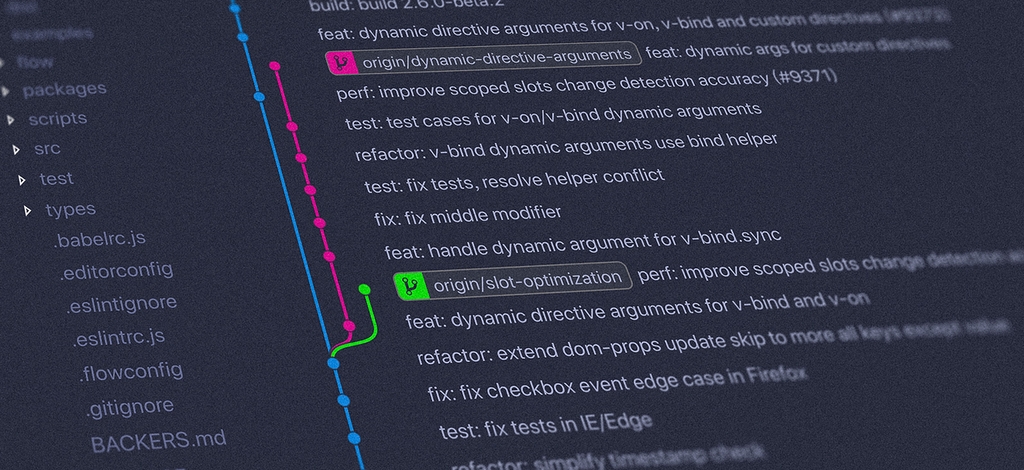 examples
flow
packages
scripts
src
test
types
.babelrc.js
.editorconfig
.eslintignore
.eslintrc.js
.flowconfig
.gitignore
BACKERS.md
build: build 2.6.0-beta.2
feat: dynamic directive arguments for v-on, v-bind and custom directives (#9373)
origin/dynamic-directive-arguments feat: dynamic args for custom directives
perf: improve scoped slots change detection accuracy (#9371)
test: test cases for v-on/v-bind dynamic arguments
refactor: v-bind dynamic arguments use bind helper
test: fix tests, resolve helper conflict
fix: fix middle modifier
feat: handle dynamic argument for v-bind.sync
origin/slot-optimization perf: improve scoped slots change detection
feat: dynamic directive arguments for v-bind and v-on
refactor: extend dom-props update skip to more all keys except value
fix: fix checkbox event edge case in Firefox
test: fix tests in IE/Edge
refactor: simplify timestamp check